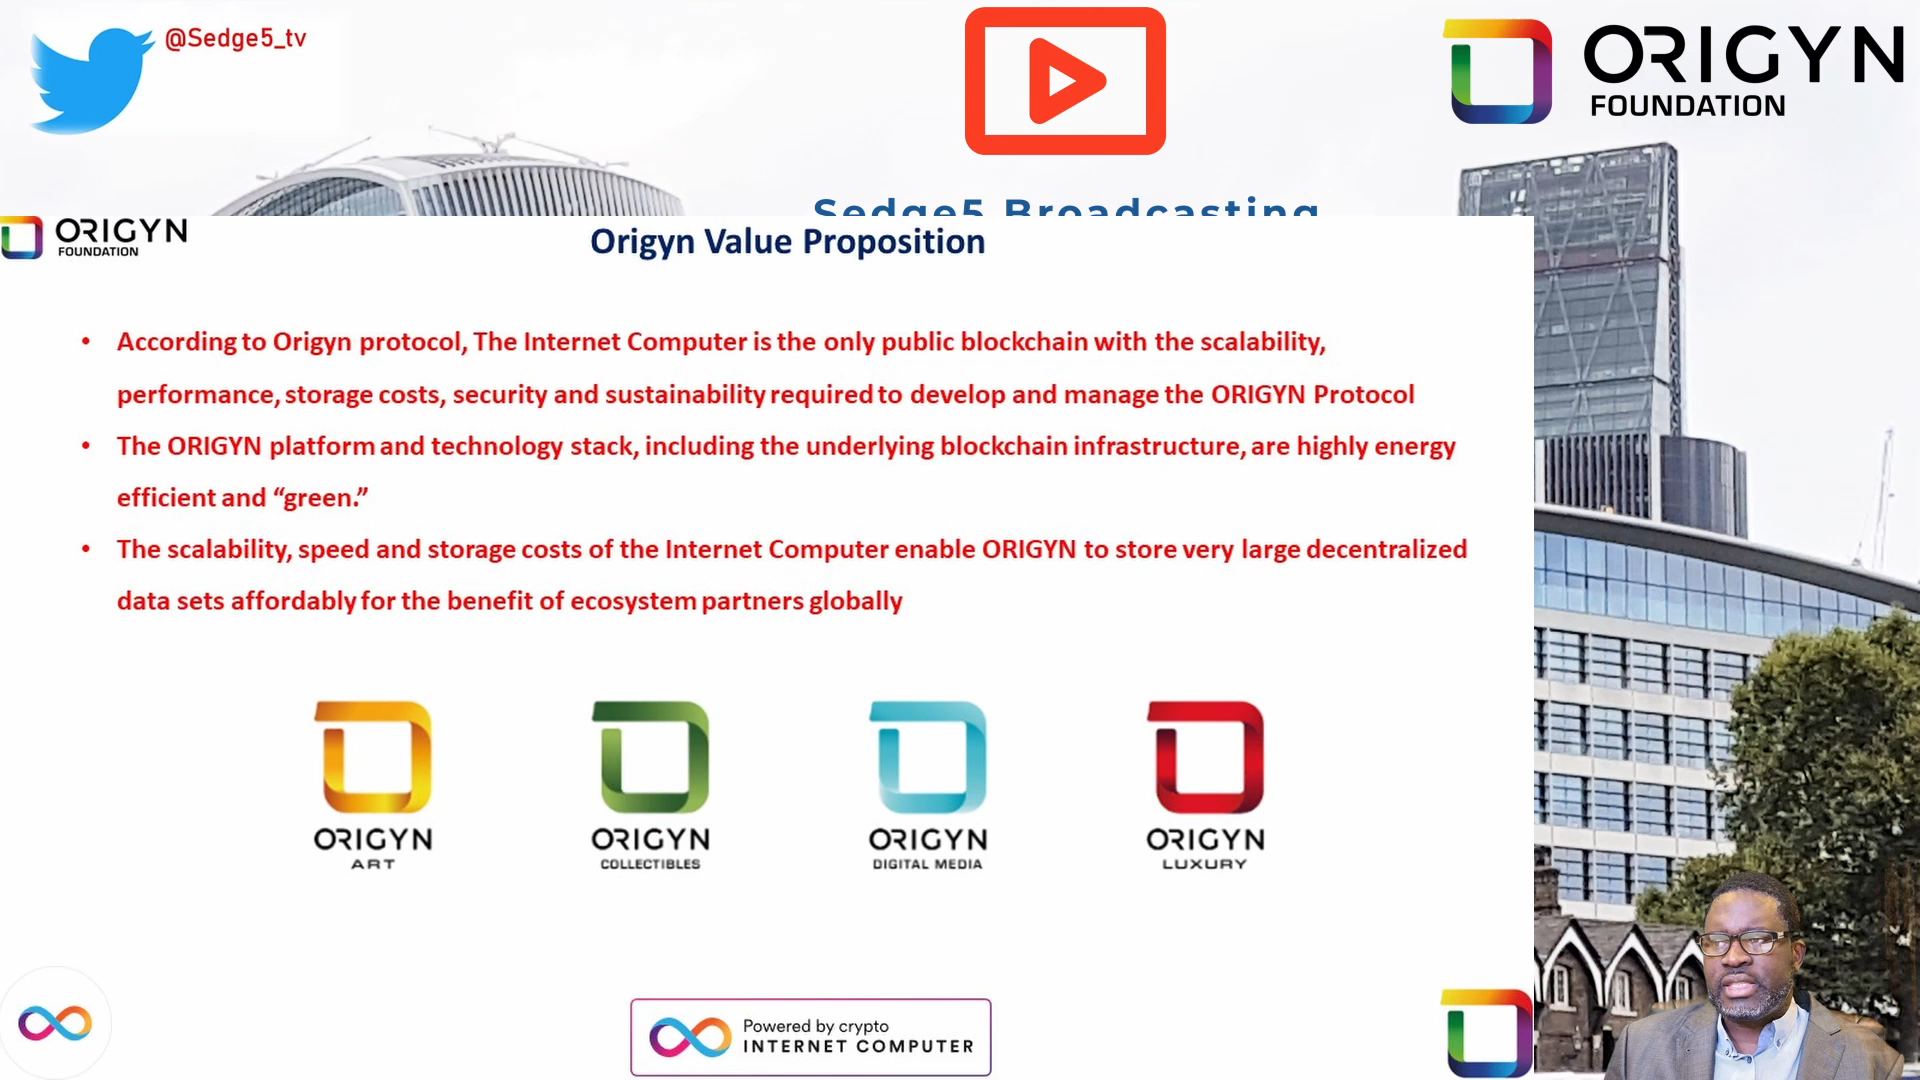 @Sedge5_tv
ORIGYN
FOUNDATION
Sedge5 Broadcasting
ORIGYN
FOUNDATION
Origyn Value Proposition
• According to Origyn protocol, The Internet Computer is the only public blockchain with the scalability,
performance, storage costs, security and sustainability required to develop and manage the ORIGYN Protocol
• The ORIGYN platform and technology stack, including the underlying blockchain infrastructure, are highly energy
efficient and “green.”
• The scalability, speed and storage costs of the Internet Computer enable ORIGYN to store very large decentralized
data sets affordably for the benefit of ecosystem partners globally
ORIGYN
ART
ORIGYN
COLLECTIBLES
ORIGYN
DIGITAL MEDIA
ORIGYN
LUXURY
Powered by crypto
INTERNET COMPUTER